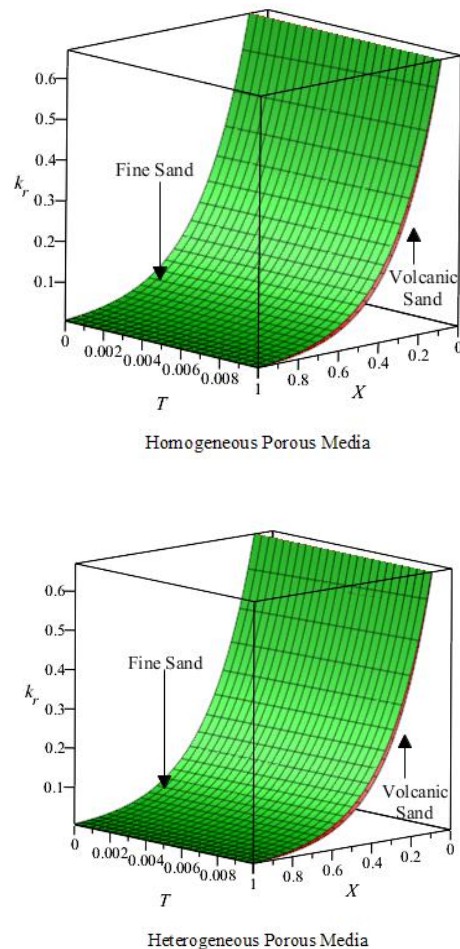 0.6
0.5
Fine Sand
0.4
k_r
0.3
0.2
Volcanic
Sand
0.1
0
0.002
0.004
0.006
0.008
1
0.8
0.6
0.4
0.2
0
T
X
Homogeneous Porous Media
0.6
0.5
Fine Sand
0.4
k_r
0.3
0.2
Volcanic
Sand
0.1
0
0.002
0.004
0.006
0.008
1
0.8
0.6
0.4
0.2
0
T
X
Heterogeneous Porous Media